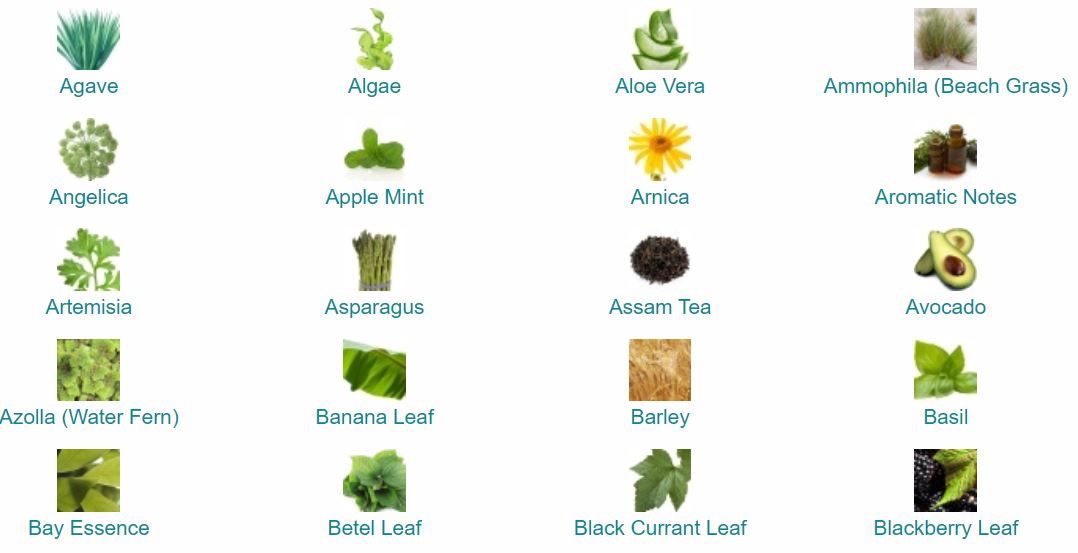 Agave
Algae
Aloe Vera
Ammophila (Beach Grass)
Angelica
Apple Mint
Arnica
Aromatic Notes
Artemisia
Asparagus
Assam Tea
Avocado
Azolla (Water Fern)
Banana Leaf
Barley
Basil
Bay Essence
Betel Leaf
Black Currant Leaf
Blackberry Leaf